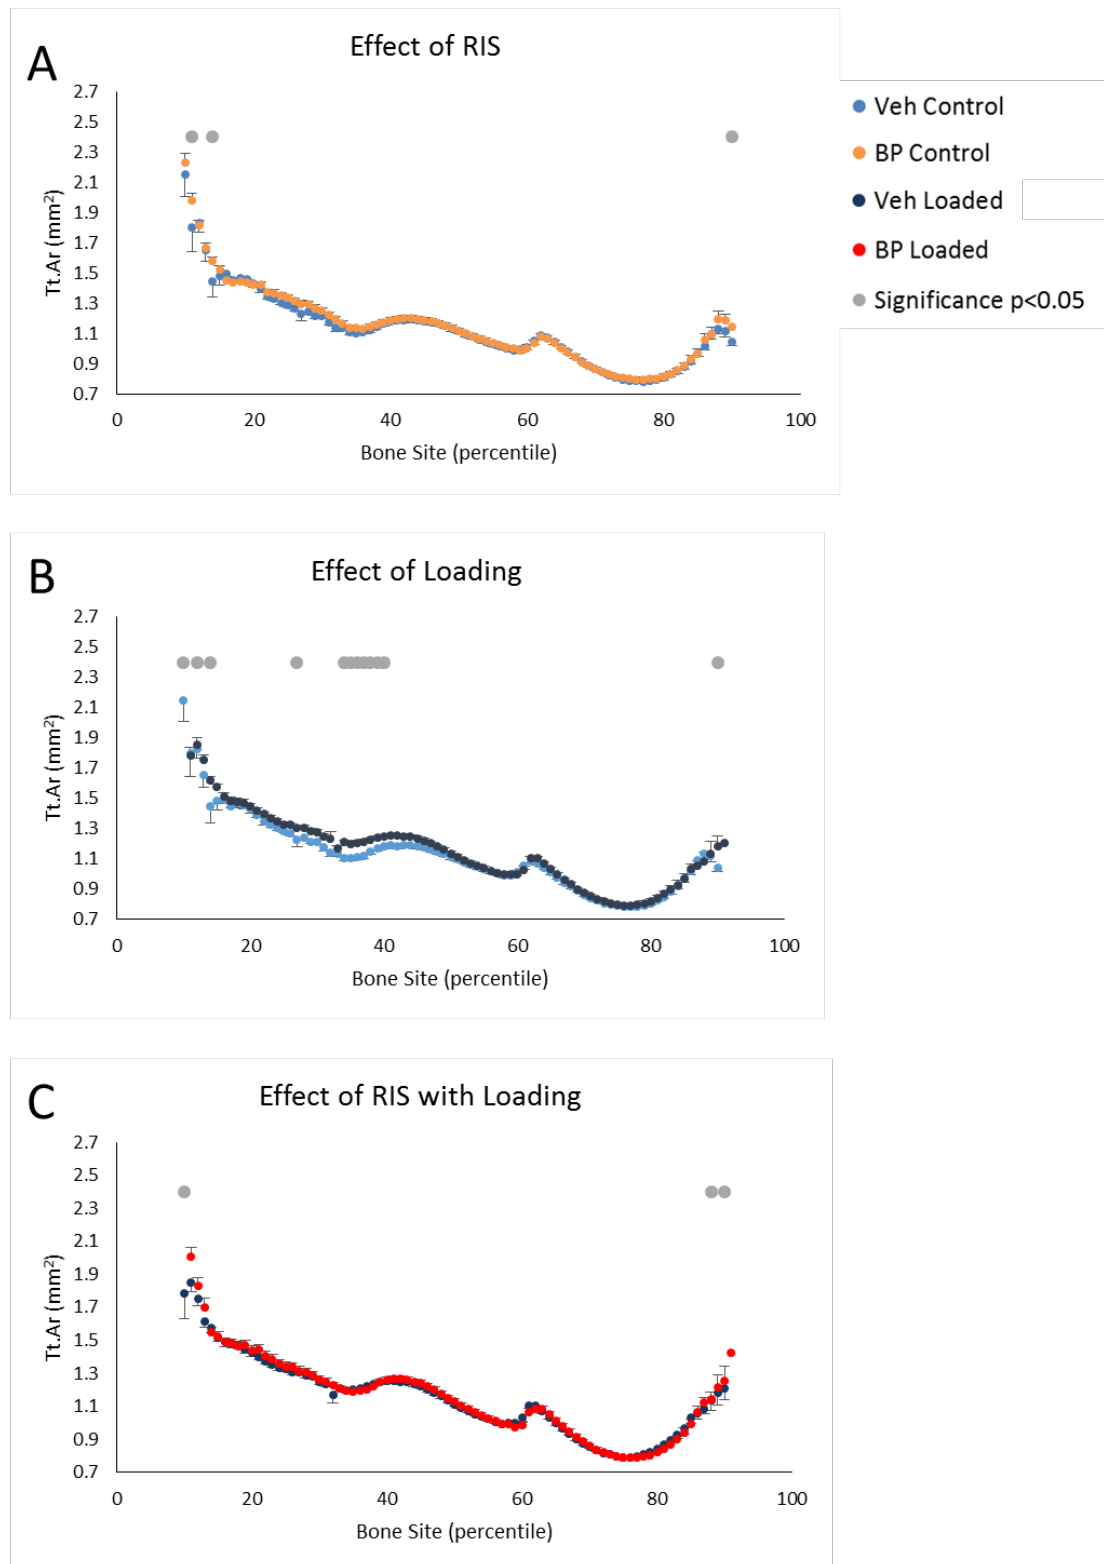 A
Effect of RIS
2.7
2.5
2.3
2.1
1.9
1.7
1.5
1.3
1.1
0.9
0.7
Tt.Ar (mm²)
0 20 40 60 80 100
Bone Site (percentile)
Veh Control
BP Control
Veh Loaded
BP Loaded
Significance p<0.05
B
Effect of Loading
2.7
2.5
2.3
2.1
1.9
1.7
1.5
1.3
1.1
0.9
0.7
Tt.Ar (mm²)
0 20 40 60 80 100
Bone Site (percentile)
C
Effect of RIS with Loading
2.7
2.5
2.3
2.1
1.9
1.7
1.5
1.3
1.1
0.9
0.7
Tt.Ar (mm²)
0 20 40 60 80 100
Bone Site (percentile)